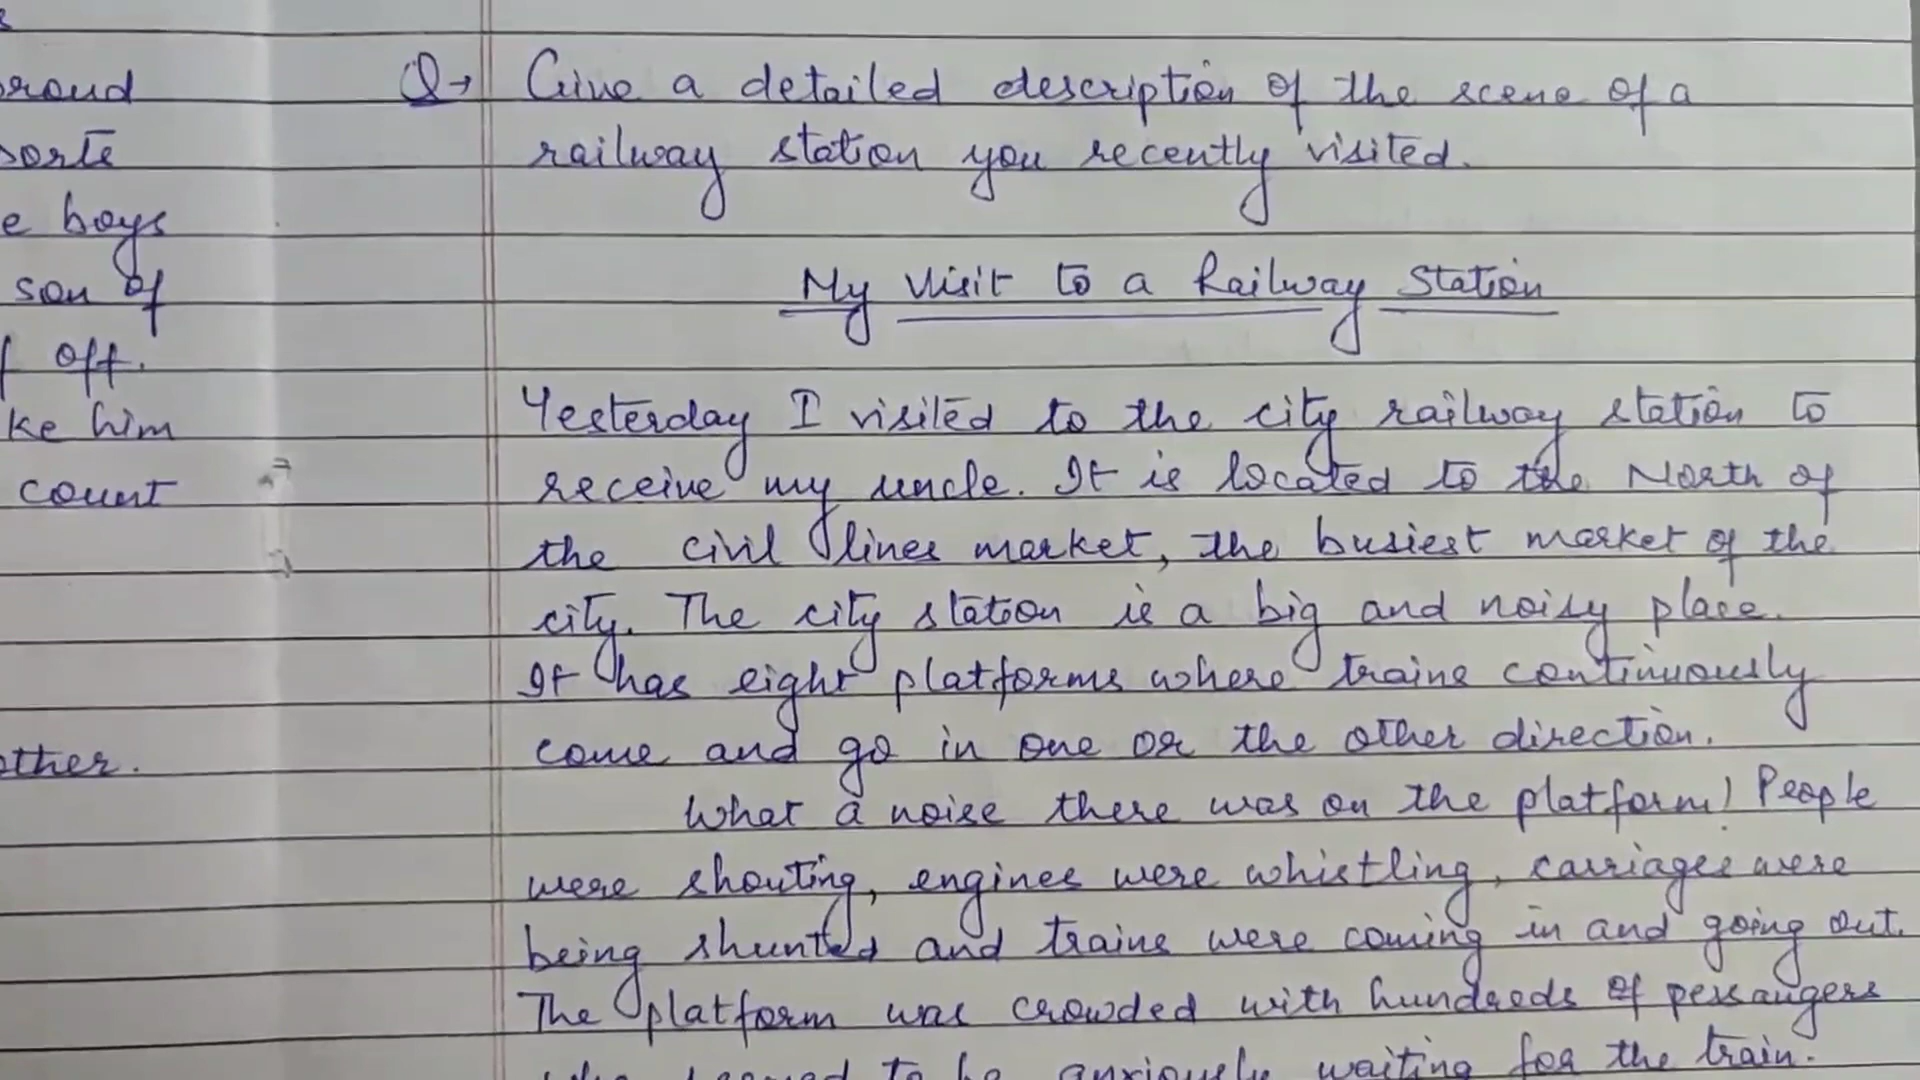 proud
e boys
son of
f off.
ke him
count
other.
Q→ Give a detailed description of the scene of a
railway station you recently visited.
My Visit to a Railway Station
Yesterday I visited to the city railway station to
receive my uncle. It is located to the North of
the civil lines market, the busiest market of the
city. The city station is a big and noisy place.
It has eight platforms where trains continuously
come and go in one or the other direction.
What a noise there was on the platform! People
were shouting, engines were whistling, carriages were
being shunted and trains were coming in and going out.
The platform was crowded with hundreds of pessangers
who seemed to be anxiously waiting for the train.